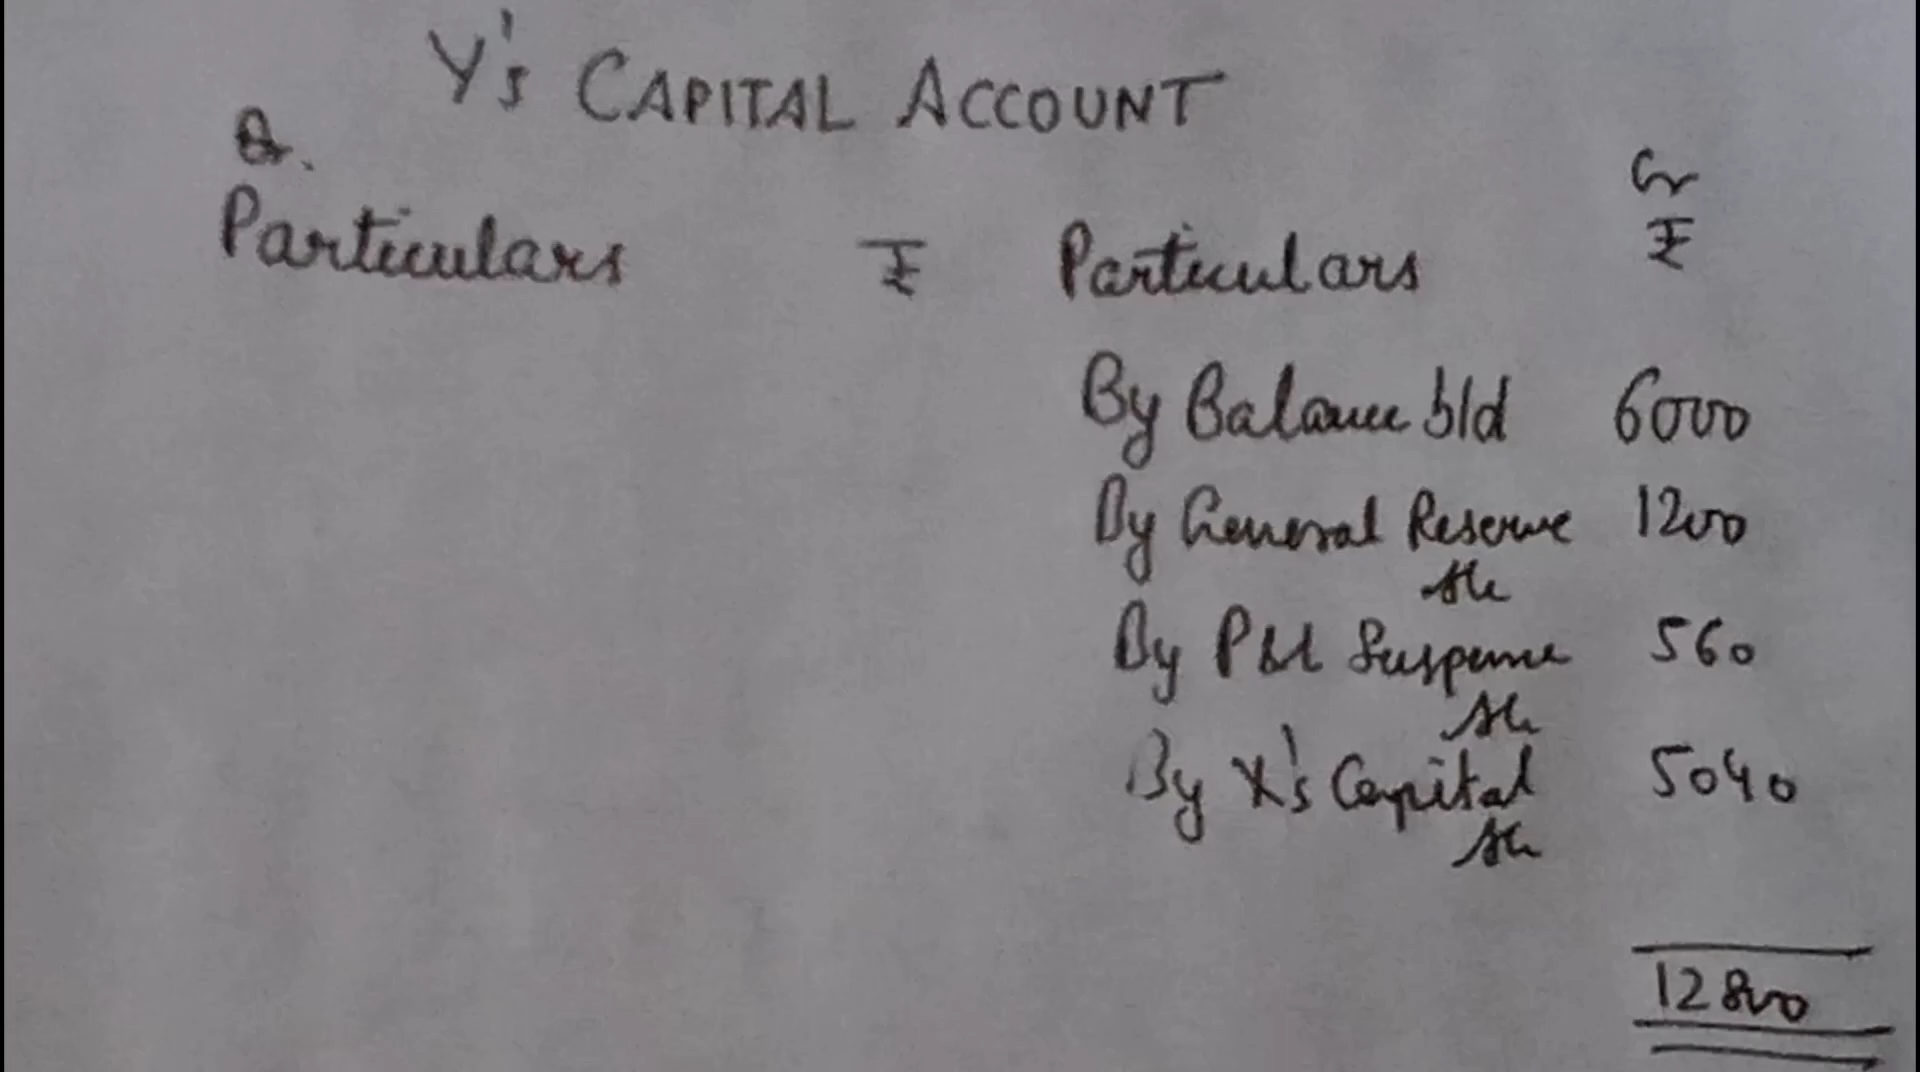 Y's CAPITAL ACCOUNT
Dr. Cr
Particulars ₹ Particulars ₹
By Balance b/d 6000
By General Reserve 1200
A/c
By P&L Suspense 560
A/c
By X's Capital 5040
A/c
12800